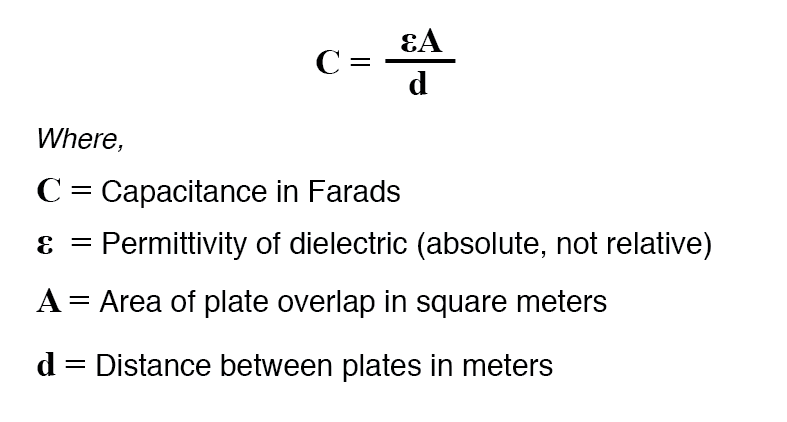 C = εA / d
Where,
C = Capacitance in Farads
ε = Permittivity of dielectric (absolute, not relative)
A = Area of plate overlap in square meters
d = Distance between plates in meters